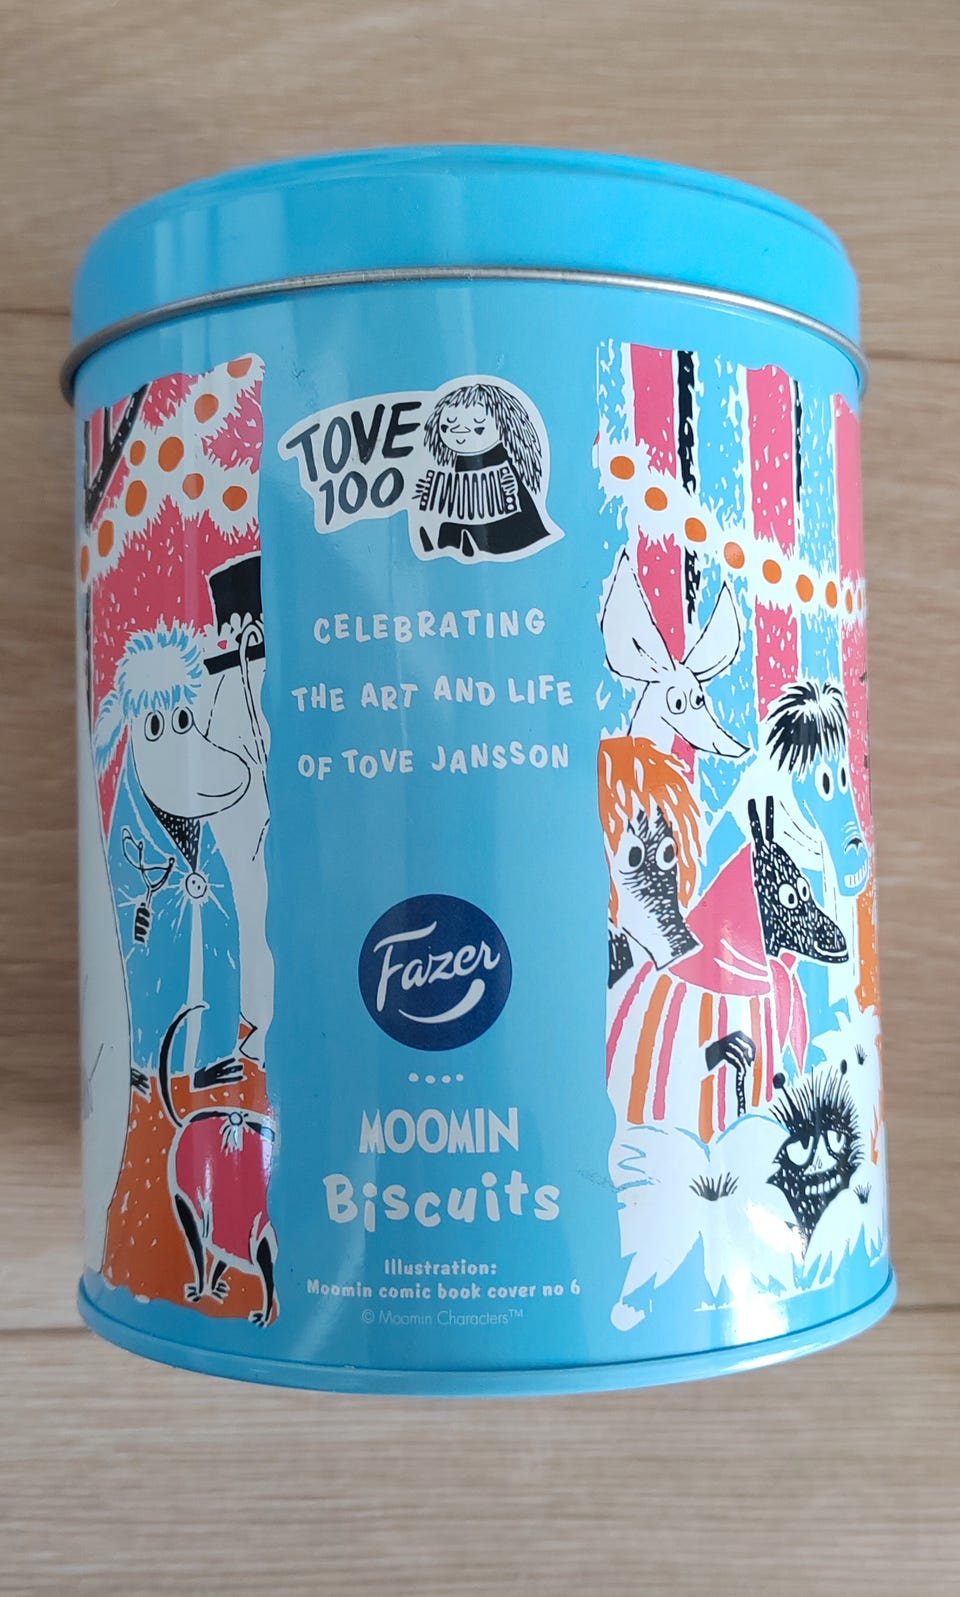 TOVE
100
CELEBRATING
THE ART AND LIFE
OF TOVE JANSSON
Fazer
MOOMIN
Biscuits
Illustration:
Moomin comic book cover no 6
© Moomin Characters™